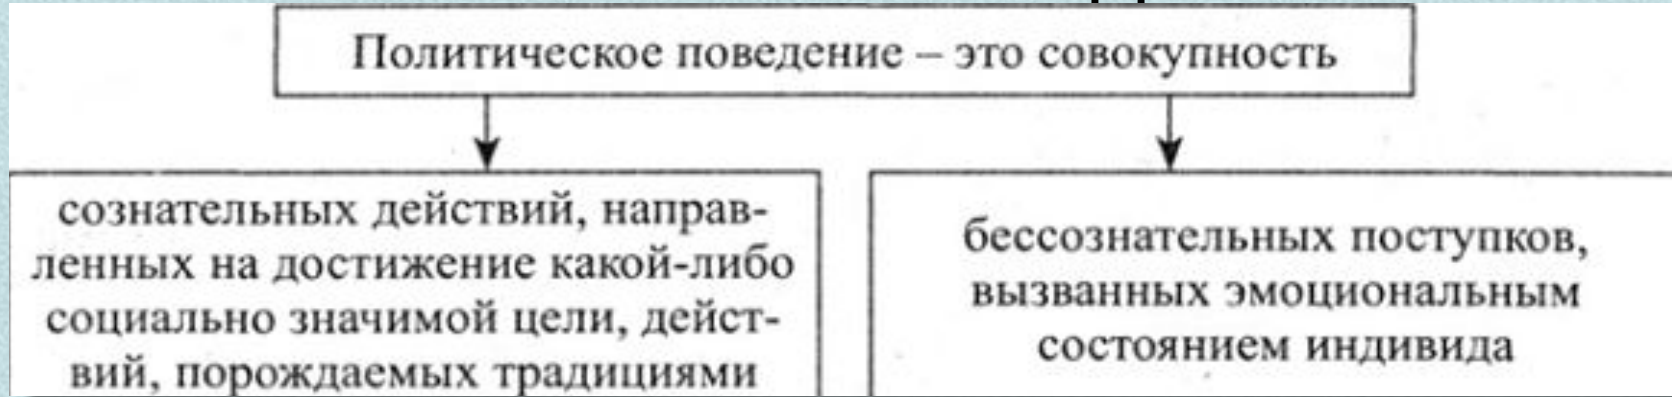 Политическое поведение – это совокупность
сознательных действий, направ-
ленных на достижение какой-либо
социально значимой цели, дейст-
вий, порождаемых традициями
бессознательных поступков,
вызванных эмоциональным
состоянием индивида